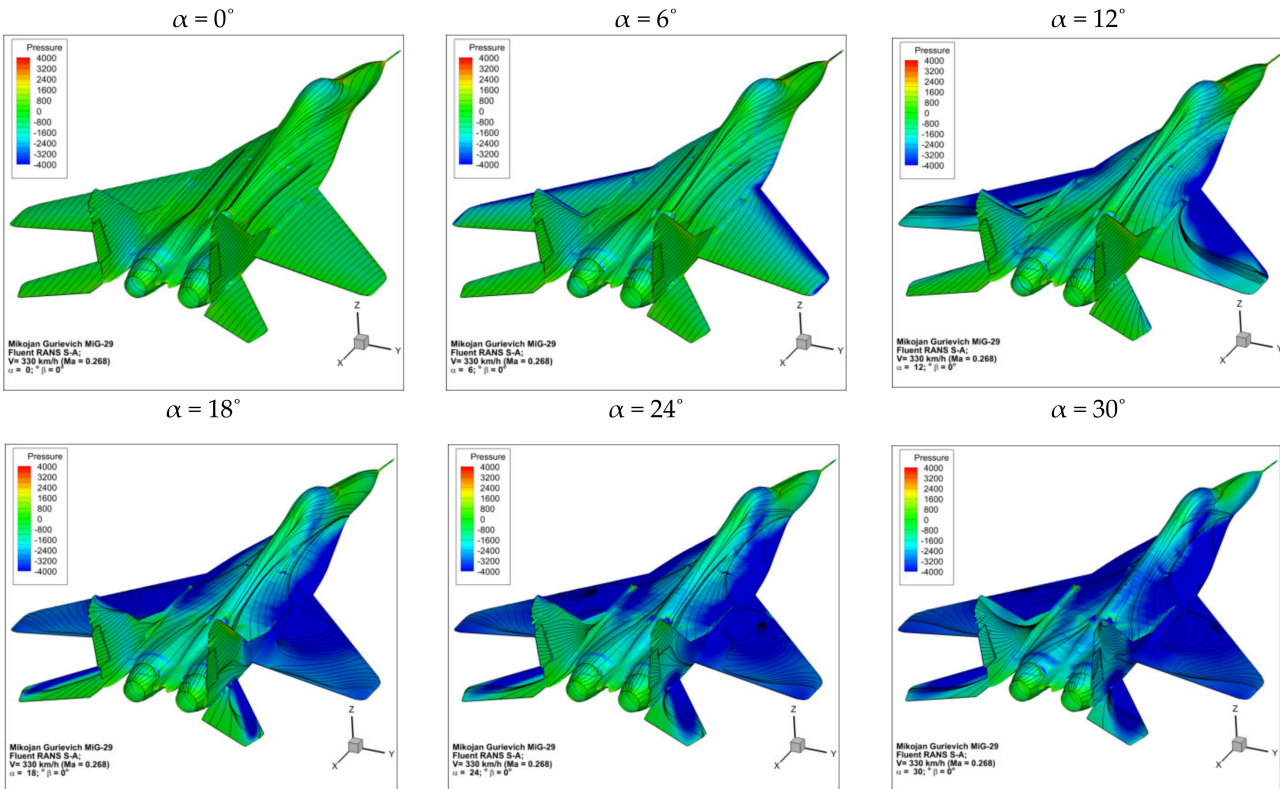 α = 0°
α = 6°
α = 12°
Pressure
4000
3200
2400
1600
800
0
-800
-1600
-2400
-3200
-4000
Z
Y
X
Mikojan Gurievich MiG-29
Fluent RANS S-A;
V= 330 km/h (Ma = 0.268)
α = 0; ° β = 0°
Pressure
4000
3200
2400
1600
800
0
-800
-1600
-2400
-3200
-4000
Z
Y
X
Mikojan Gurievich MiG-29
Fluent RANS S-A;
V= 330 km/h (Ma = 0.268)
α = 6; ° β = 0°
Pressure
4000
3200
2400
1600
800
0
-800
-1600
-2400
-3200
-4000
Z
Y
X
Mikojan Gurievich MiG-29
Fluent RANS S-A;
V= 330 km/h (Ma = 0.268)
α = 12; ° β = 0°
α = 18°
α = 24°
α = 30°
Pressure
4000
3200
2400
1600
800
0
-800
-1600
-2400
-3200
-4000
Z
Y
X
Mikojan Gurievich MiG-29
Fluent RANS S-A;
V= 330 km/h (Ma = 0.268)
α = 18; ° β = 0°
Pressure
4000
3200
2400
1600
800
0
-800
-1600
-2400
-3200
-4000
Z
Y
X
Mikojan Gurievich MiG-29
Fluent RANS S-A;
V= 330 km/h (Ma = 0.268)
α = 24; ° β = 0°
Pressure
4000
3200
2400
1600
800
0
-800
-1600
-2400
-3200
-4000
Z
Y
X
Mikojan Gurievich MiG-29
Fluent RANS S-A;
V= 330 km/h (Ma = 0.268)
α = 30; ° β = 0°